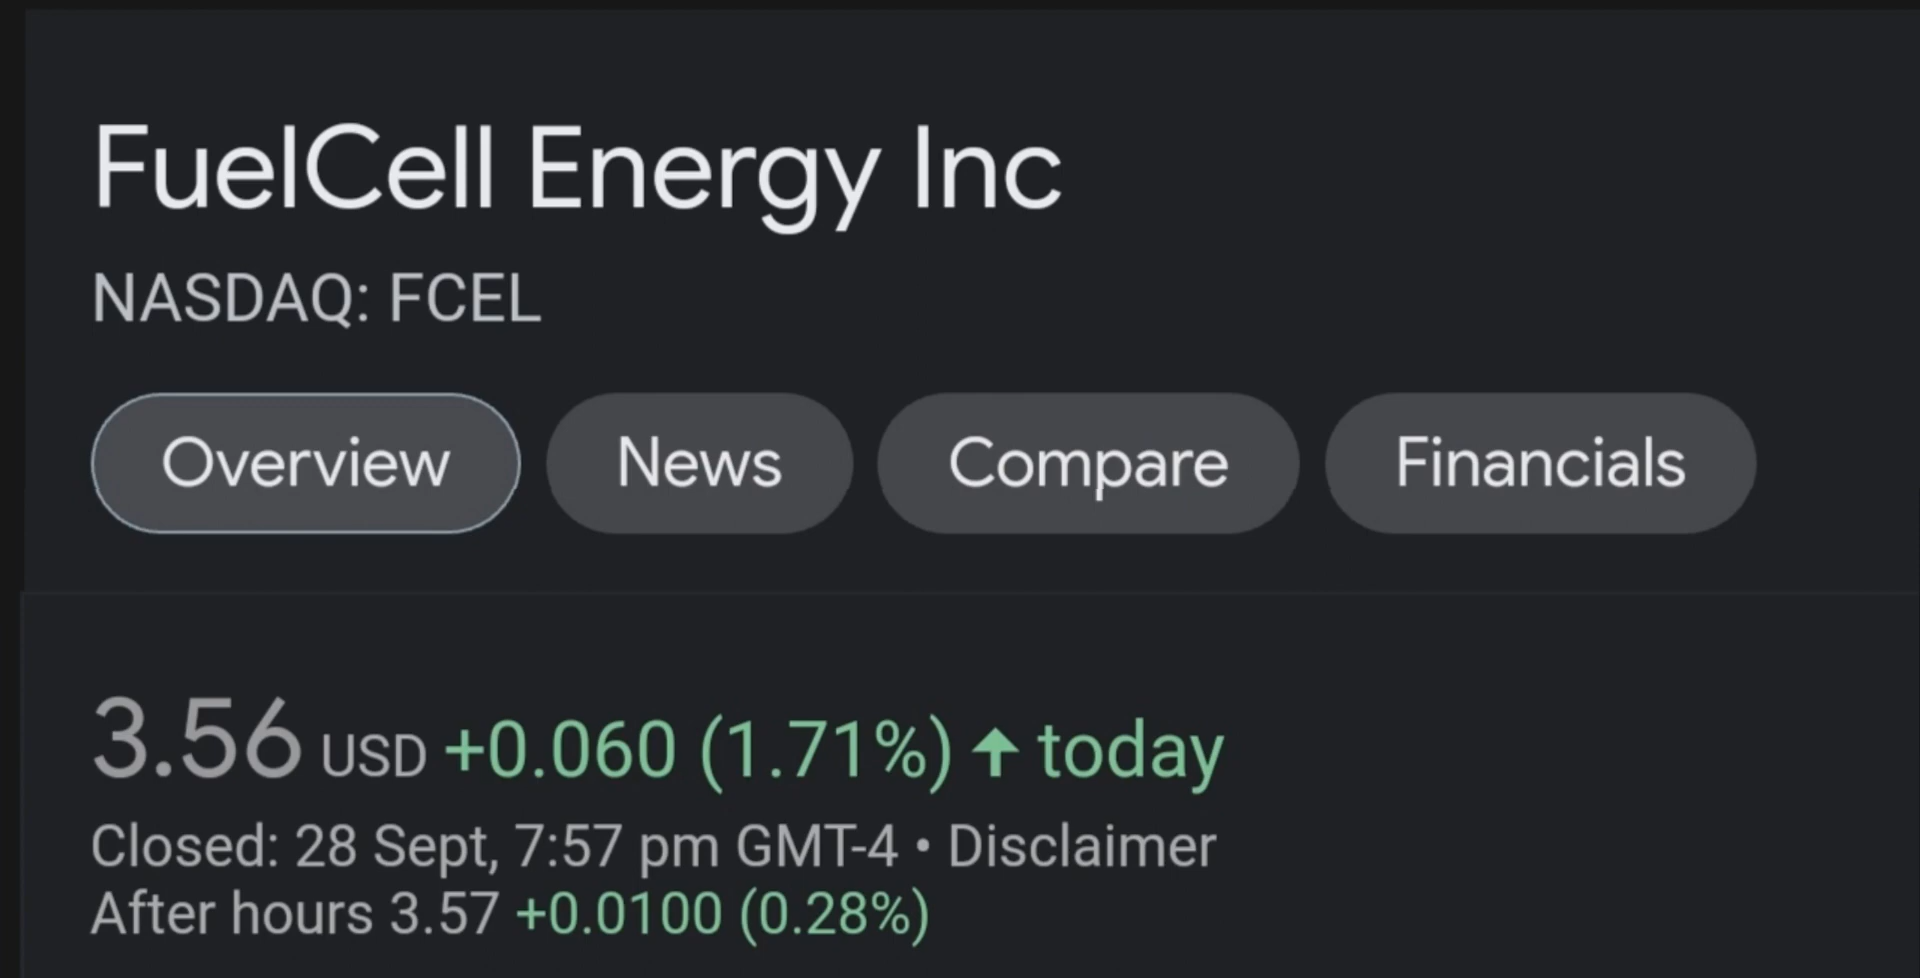 FuelCell Energy Inc
NASDAQ: FCEL
Overview News Compare Financials
3.56 USD +0.060 (1.71%) ↑ today
Closed: 28 Sept, 7:57 pm GMT-4 • Disclaimer
After hours 3.57 +0.0100 (0.28%)